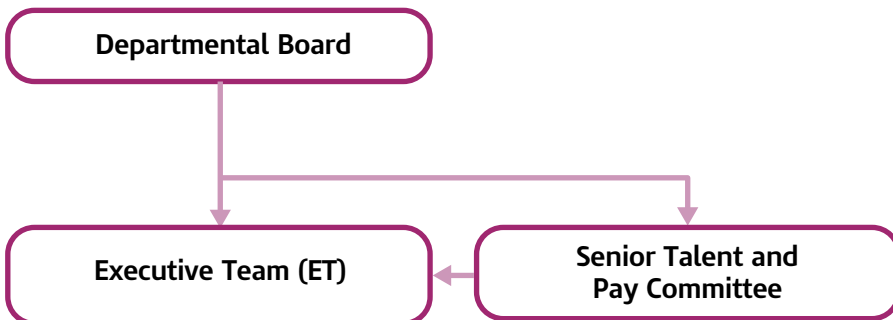 Departmental Board
Executive Team (ET)
Senior Talent and
Pay Committee